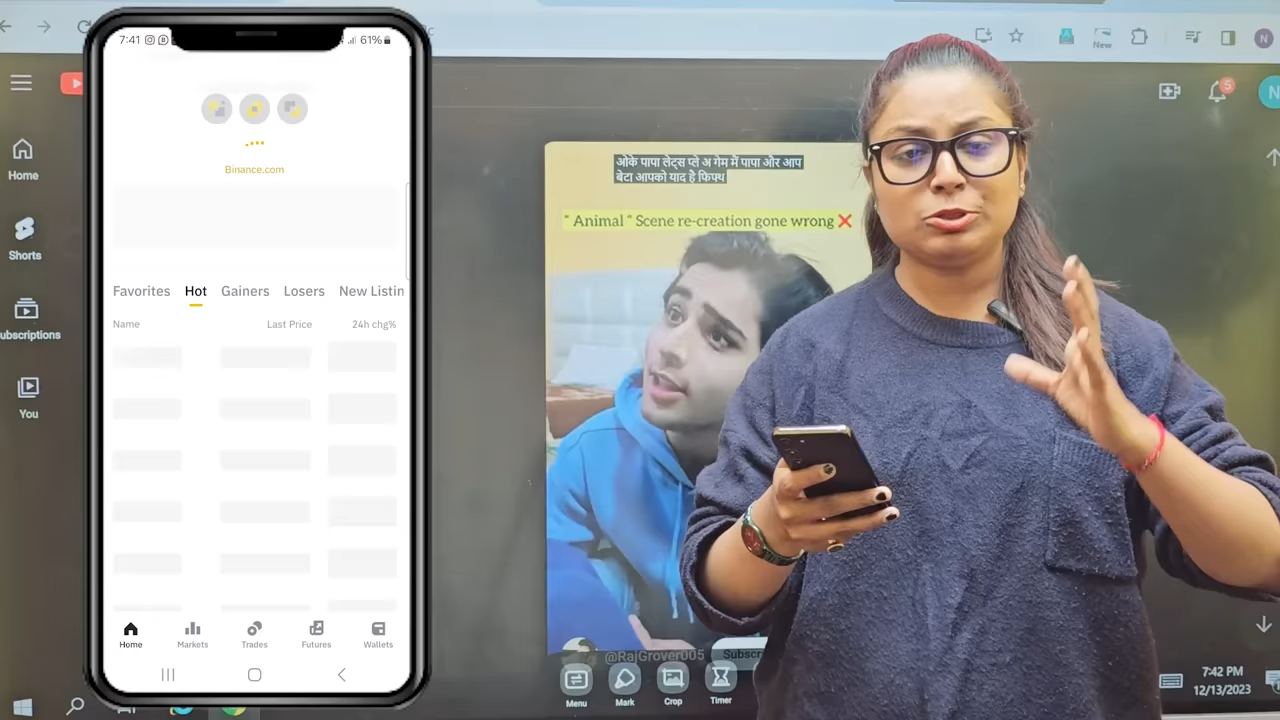 7:41
61%
Binance.com
Favorites Hot Gainers Losers New Listin
Name Last Price 24h chg%
Home Markets Trades Futures Wallets
Home
Shorts
ubscriptions
You
New
N
5
N
ओके पापा लेट्स प्ले अ गेम में पापा और आप
बेटा आपको याद है फिफ्थ
" Animal " Scene re-creation gone wrong ❌
@RajGrover005 Subscr
Menu Mark Crop Timer
7:42 PM
12/13/2023